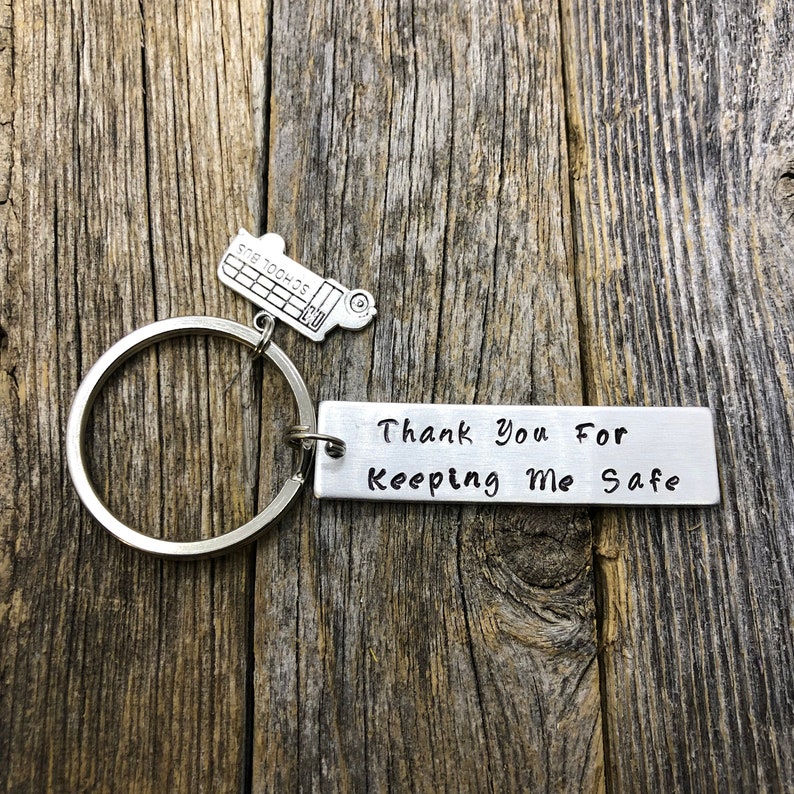 SCHOOL BUS
Thank You For
Keeping Me Safe